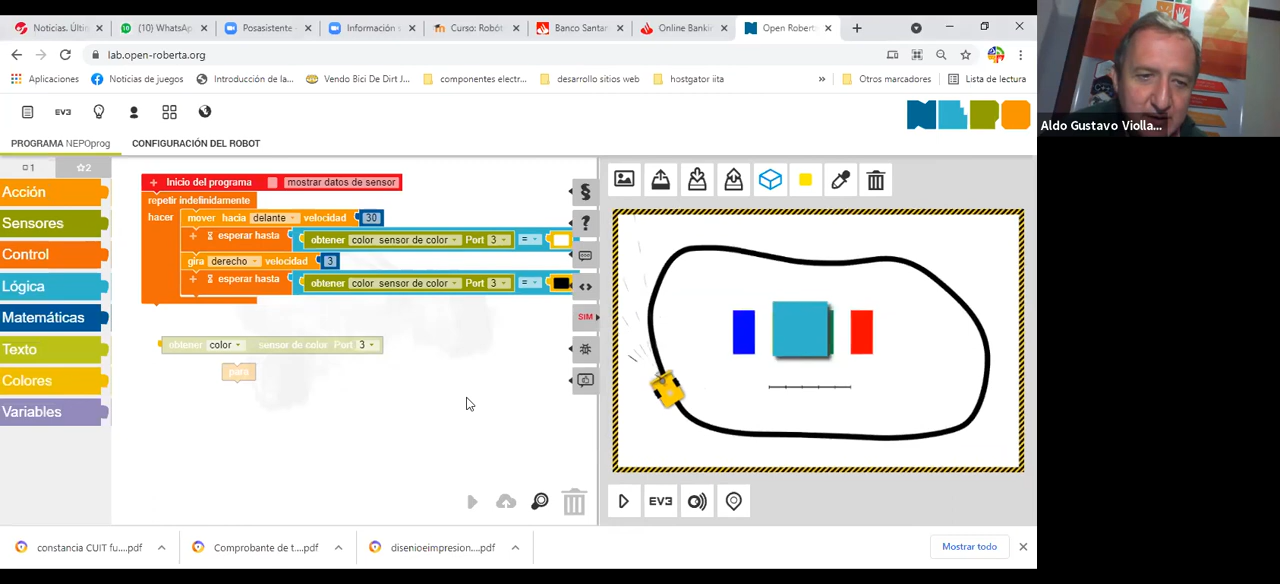 Noticias. Últi
(10) WhatsAp
Posasistente -
Información s
Curso: Robót
Banco Santan
Online Banki
Open Robert
lab.open-roberta.org
Aplicaciones
Noticias de juegos
Introducción de la...
Vendo Bici De Dirt J...
componentes electr...
desarrollo sitios web
hostgator iita
»
Otros marcadores
Lista de lectura
EV3
PROGRAMA NEPOprog
CONFIGURACIÓN DEL ROBOT
1
2
Acción
Sensores
Control
Lógica
Matemáticas
Texto
Colores
Variables
+ Inicio del programa mostrar datos de sensor
repetir indefinidamente
hacer mover hacia delante velocidad 30
+ esperar hasta obtener color sensor de color Port 3 =
gira derecho velocidad 3
+ esperar hasta obtener color sensor de color Port 3 =
obtener color sensor de color Port 3
para
§
?
SIM
EV3
constancia CUIT fu....pdf
Comprobante de t....pdf
disenioeimpresion....pdf
Mostrar todo
Aldo Gustavo Violla...